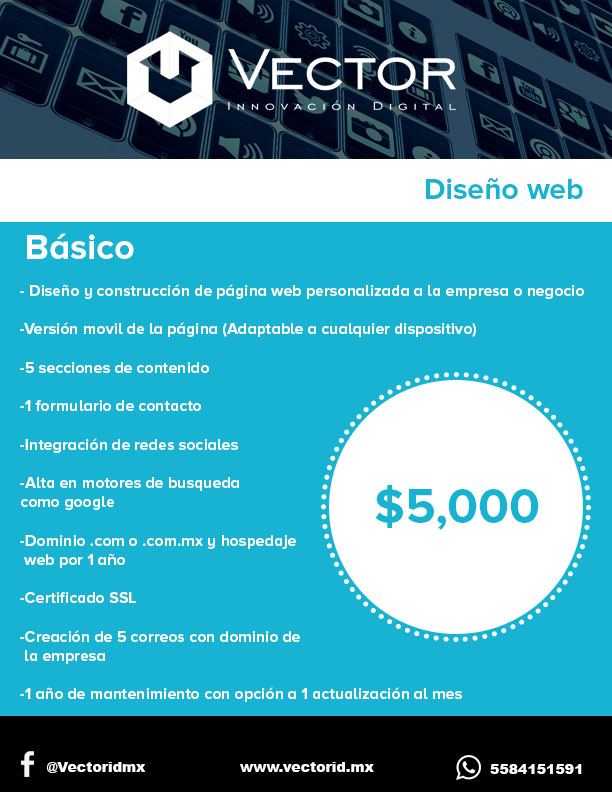 VECTOR
INNOVACIÓN DIGITAL
Diseño web
Básico
- Diseño y construcción de página web personalizada a la empresa o negocio
-Versión movil de la página (Adaptable a cualquier dispositivo)
-5 secciones de contenido
-1 formulario de contacto
-Integración de redes sociales
-Alta en motores de busqueda
como google
$5,000
-Dominio .com o .com.mx y hospedaje
web por 1 año
-Certificado SSL
-Creación de 5 correos con dominio de
la empresa
-1 año de mantenimiento con opción a 1 actualización al mes
@Vectoridmx
www.vectorid.mx
5584151591